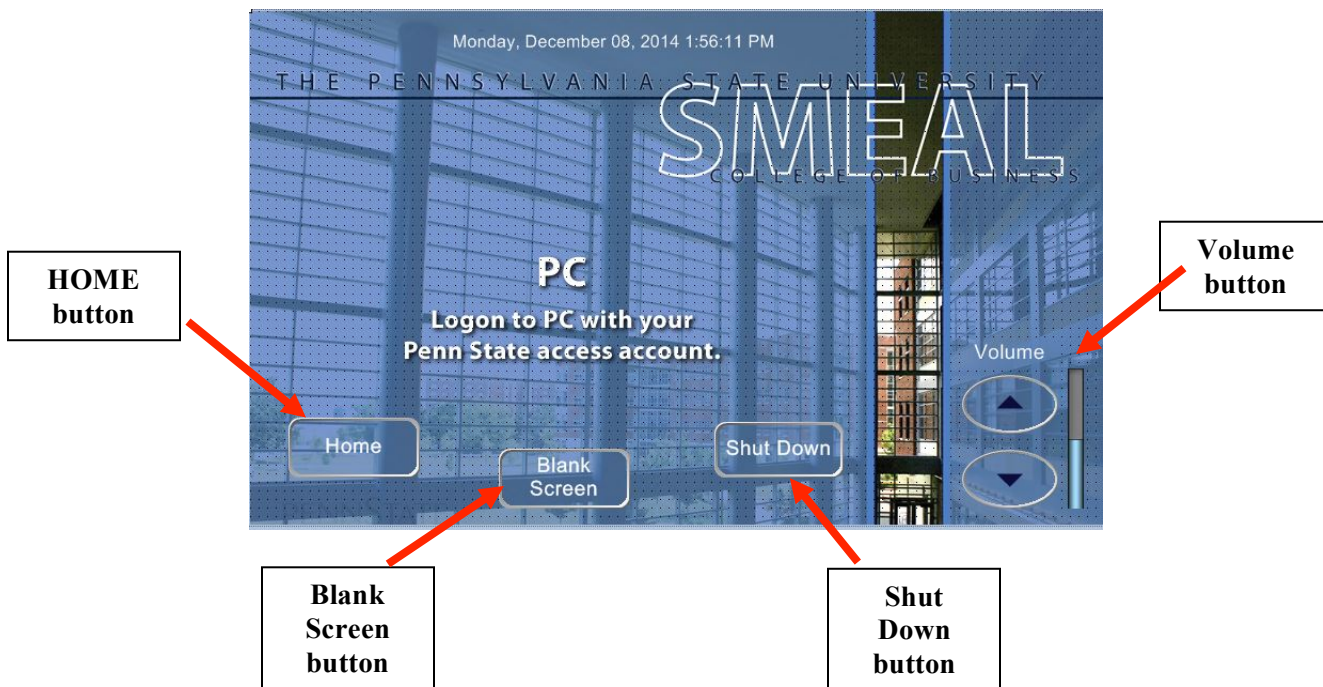 Monday, December 08, 2014 1:56:11 PM
THE PENNSYLVANIA STATE UNIVERSITY
SMEAL
COLLEGE OF BUSINESS
HOME
button
Volume
button
PC
Logon to PC with your
Penn State access account.
Volume
Home
Blank
Screen
Shut Down
Blank
Screen
button
Shut
Down
button